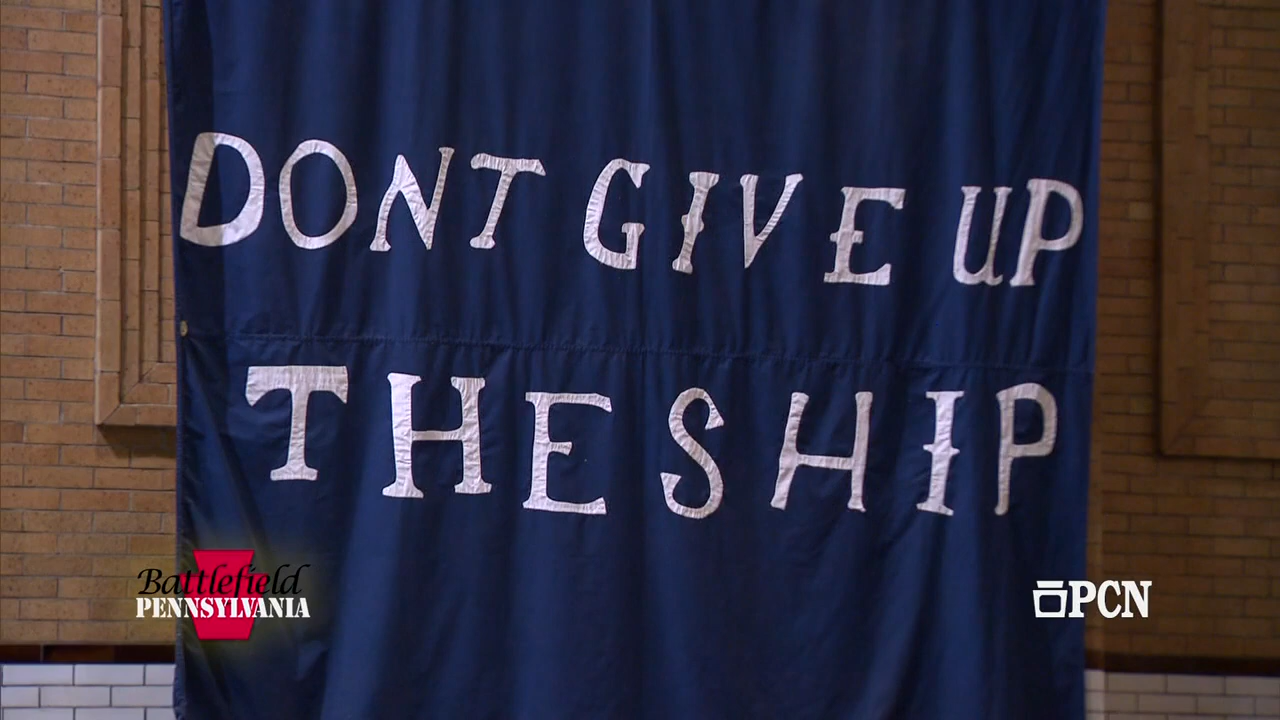 DONT GIVE UP
THE SHIP
Battlefield
PENNSYLVANIA
PCN